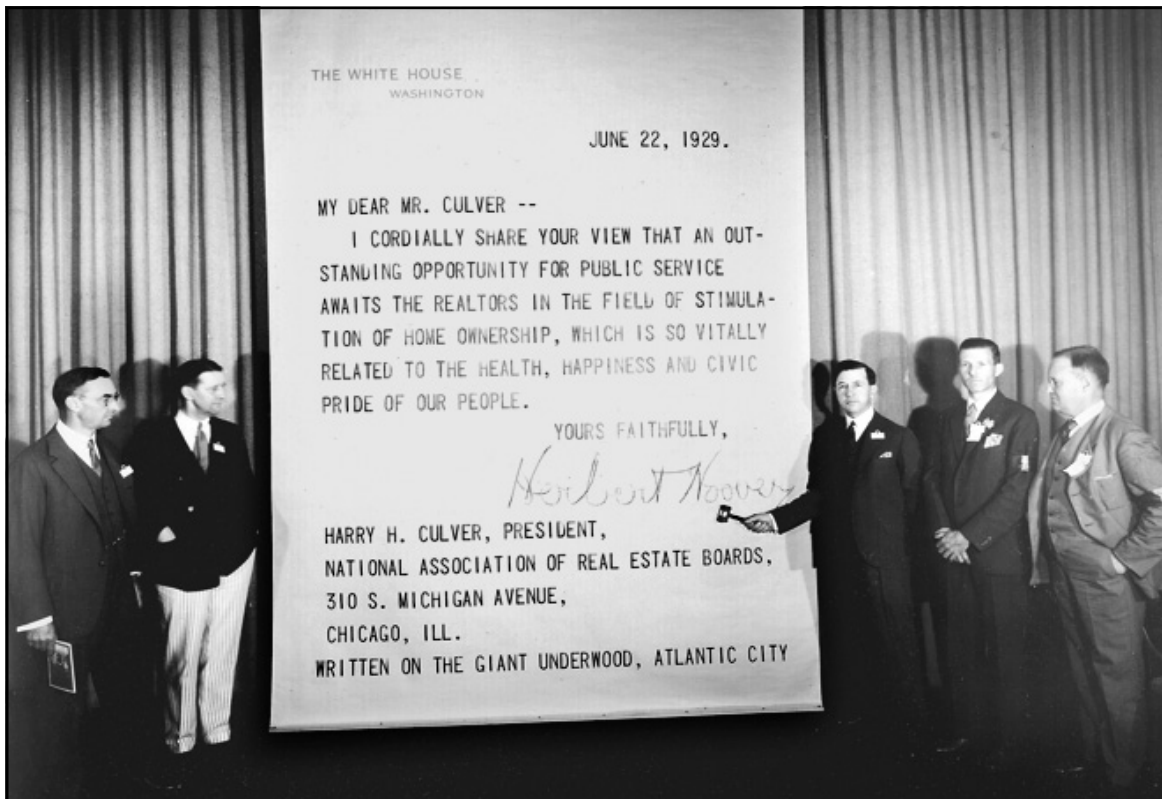 THE WHITE HOUSE
WASHINGTON
JUNE 22, 1929.
MY DEAR MR. CULVER --
I CORDIALLY SHARE YOUR VIEW THAT AN OUT-
STANDING OPPORTUNITY FOR PUBLIC SERVICE
AWAITS THE REALTORS IN THE FIELD OF STIMULA-
TION OF HOME OWNERSHIP, WHICH IS SO VITALLY
RELATED TO THE HEALTH, HAPPINESS AND CIVIC
PRIDE OF OUR PEOPLE.
YOURS FAITHFULLY,
Herbert Hoover
HARRY H. CULVER, PRESIDENT,
NATIONAL ASSOCIATION OF REAL ESTATE BOARDS,
310 S. MICHIGAN AVENUE,
CHICAGO, ILL.
WRITTEN ON THE GIANT UNDERWOOD, ATLANTIC CITY